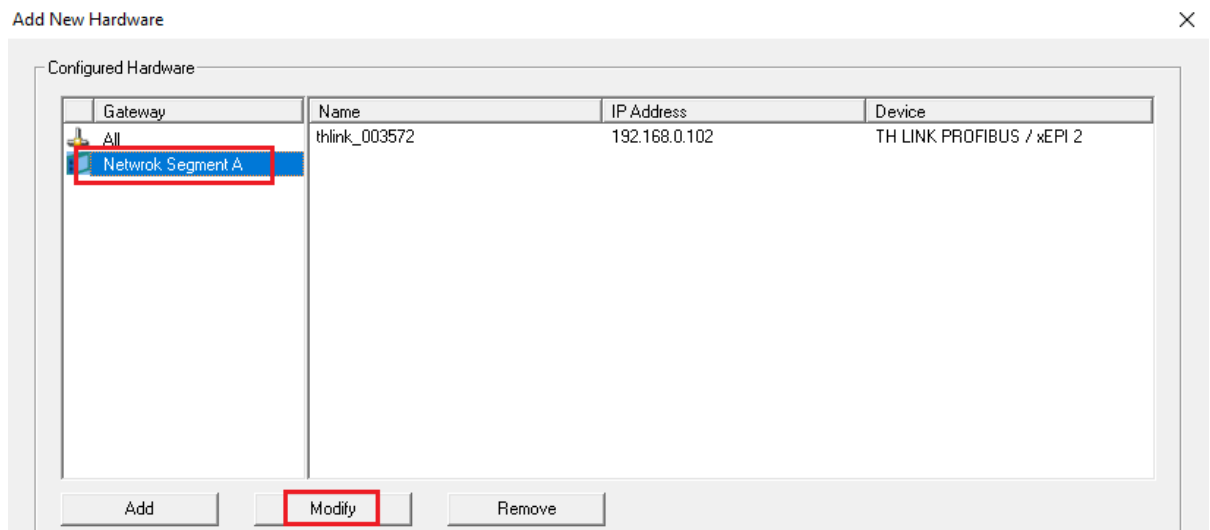 Add New Hardware
Configured Hardware
Gateway Name IP Address Device
All thlink_003572 192.168.0.102 TH LINK PROFIBUS / xEPI 2
Netwrok Segment A
Add Modify Remove